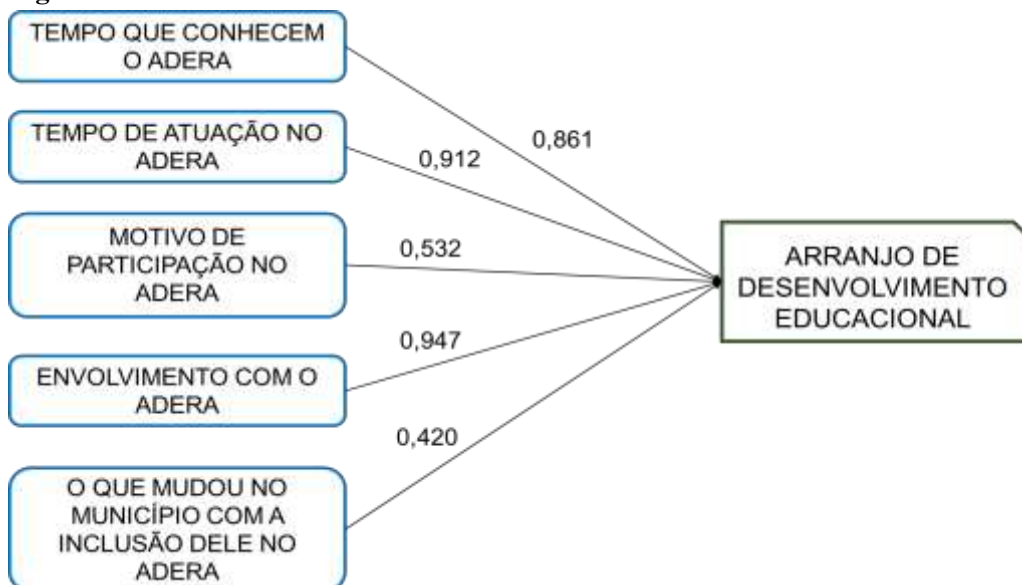 TEMPO QUE CONHECEM
O ADERA
0,861
TEMPO DE ATUAÇÃO NO
ADERA
0,912
MOTIVO DE
PARTICIPAÇÃO NO
ADERA
0,532
ARRANJO DE
DESENVOLVIMENTO
EDUCACIONAL
0,947
ENVOLVIMENTO COM O
ADERA
0,420
O QUE MUDOU NO
MUNICÍPIO COM A
INCLUSÃO DELE NO
ADERA